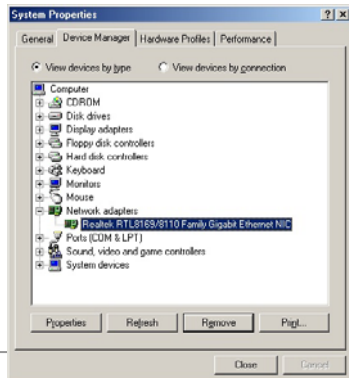 System Properties
General Device Manager Hardware Profiles Performance
View devices by type View devices by connection
Computer
CDROM
Disk drives
Display adapters
Floppy disk controllers
Hard disk controllers
Keyboard
Monitors
Mouse
Network adapters
Realtek RTL8169/8110 Family Gigabit Ethernet NIC
Ports (COM & LPT)
Sound, video and game controllers
System devices
Properties Refresh Remove Print...
Close Cancel